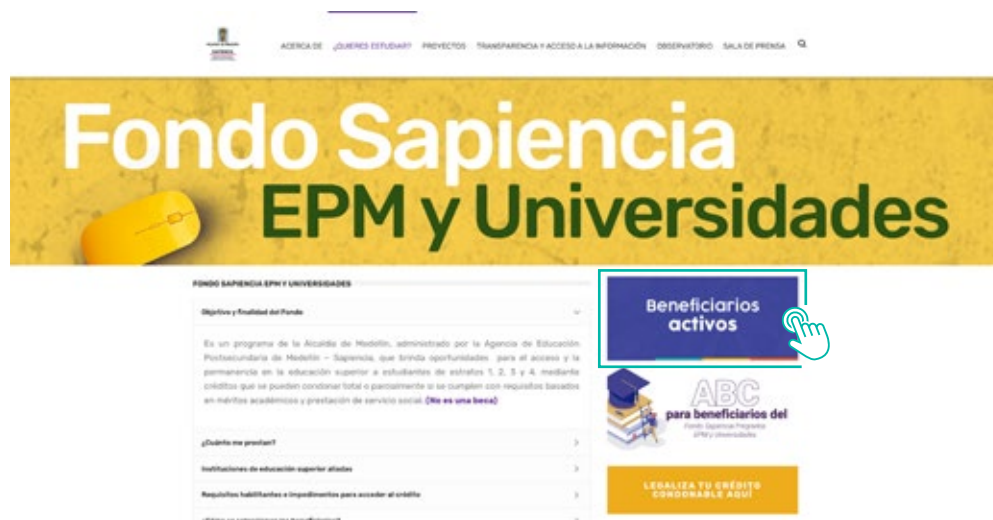 ACERCA DE ¿QUIERES ESTUDIAR? PROYECTOS TRANSPARENCIA Y ACCESO A LA INFORMACIÓN OBSERVATORIO SALA DE PRENSA
Fondo Sapiencia
EPM y Universidades
FONDO SAPIENCIA EPM Y UNIVERSIDADES
Objetivo y finalidad del Fondo
Es un programa de la Alcaldía de Medellín, administrado por la Agencia de Educación
Postsecundaria de Medellín – Sapiencia, que brinda oportunidades para el acceso y la
permanencia en la educación superior a estudiantes de estratos 1, 2, 3 y 4, mediante
créditos que se pueden condonar total o parcialmente si se cumplen con requisitos basados
en méritos académicos y prestación de servicio social. (No es una beca)
¿Cuánto me prestan?
Instituciones de educación superior aliadas
Requisitos habilitantes e impedimentos para acceder al crédito
Beneficiarios
activos
ABC
para beneficiarios del
Fondo Sapiencia Pregrados
EPM y Universidades
LEGALIZA TU CRÉDITO
CONDONABLE AQUÍ